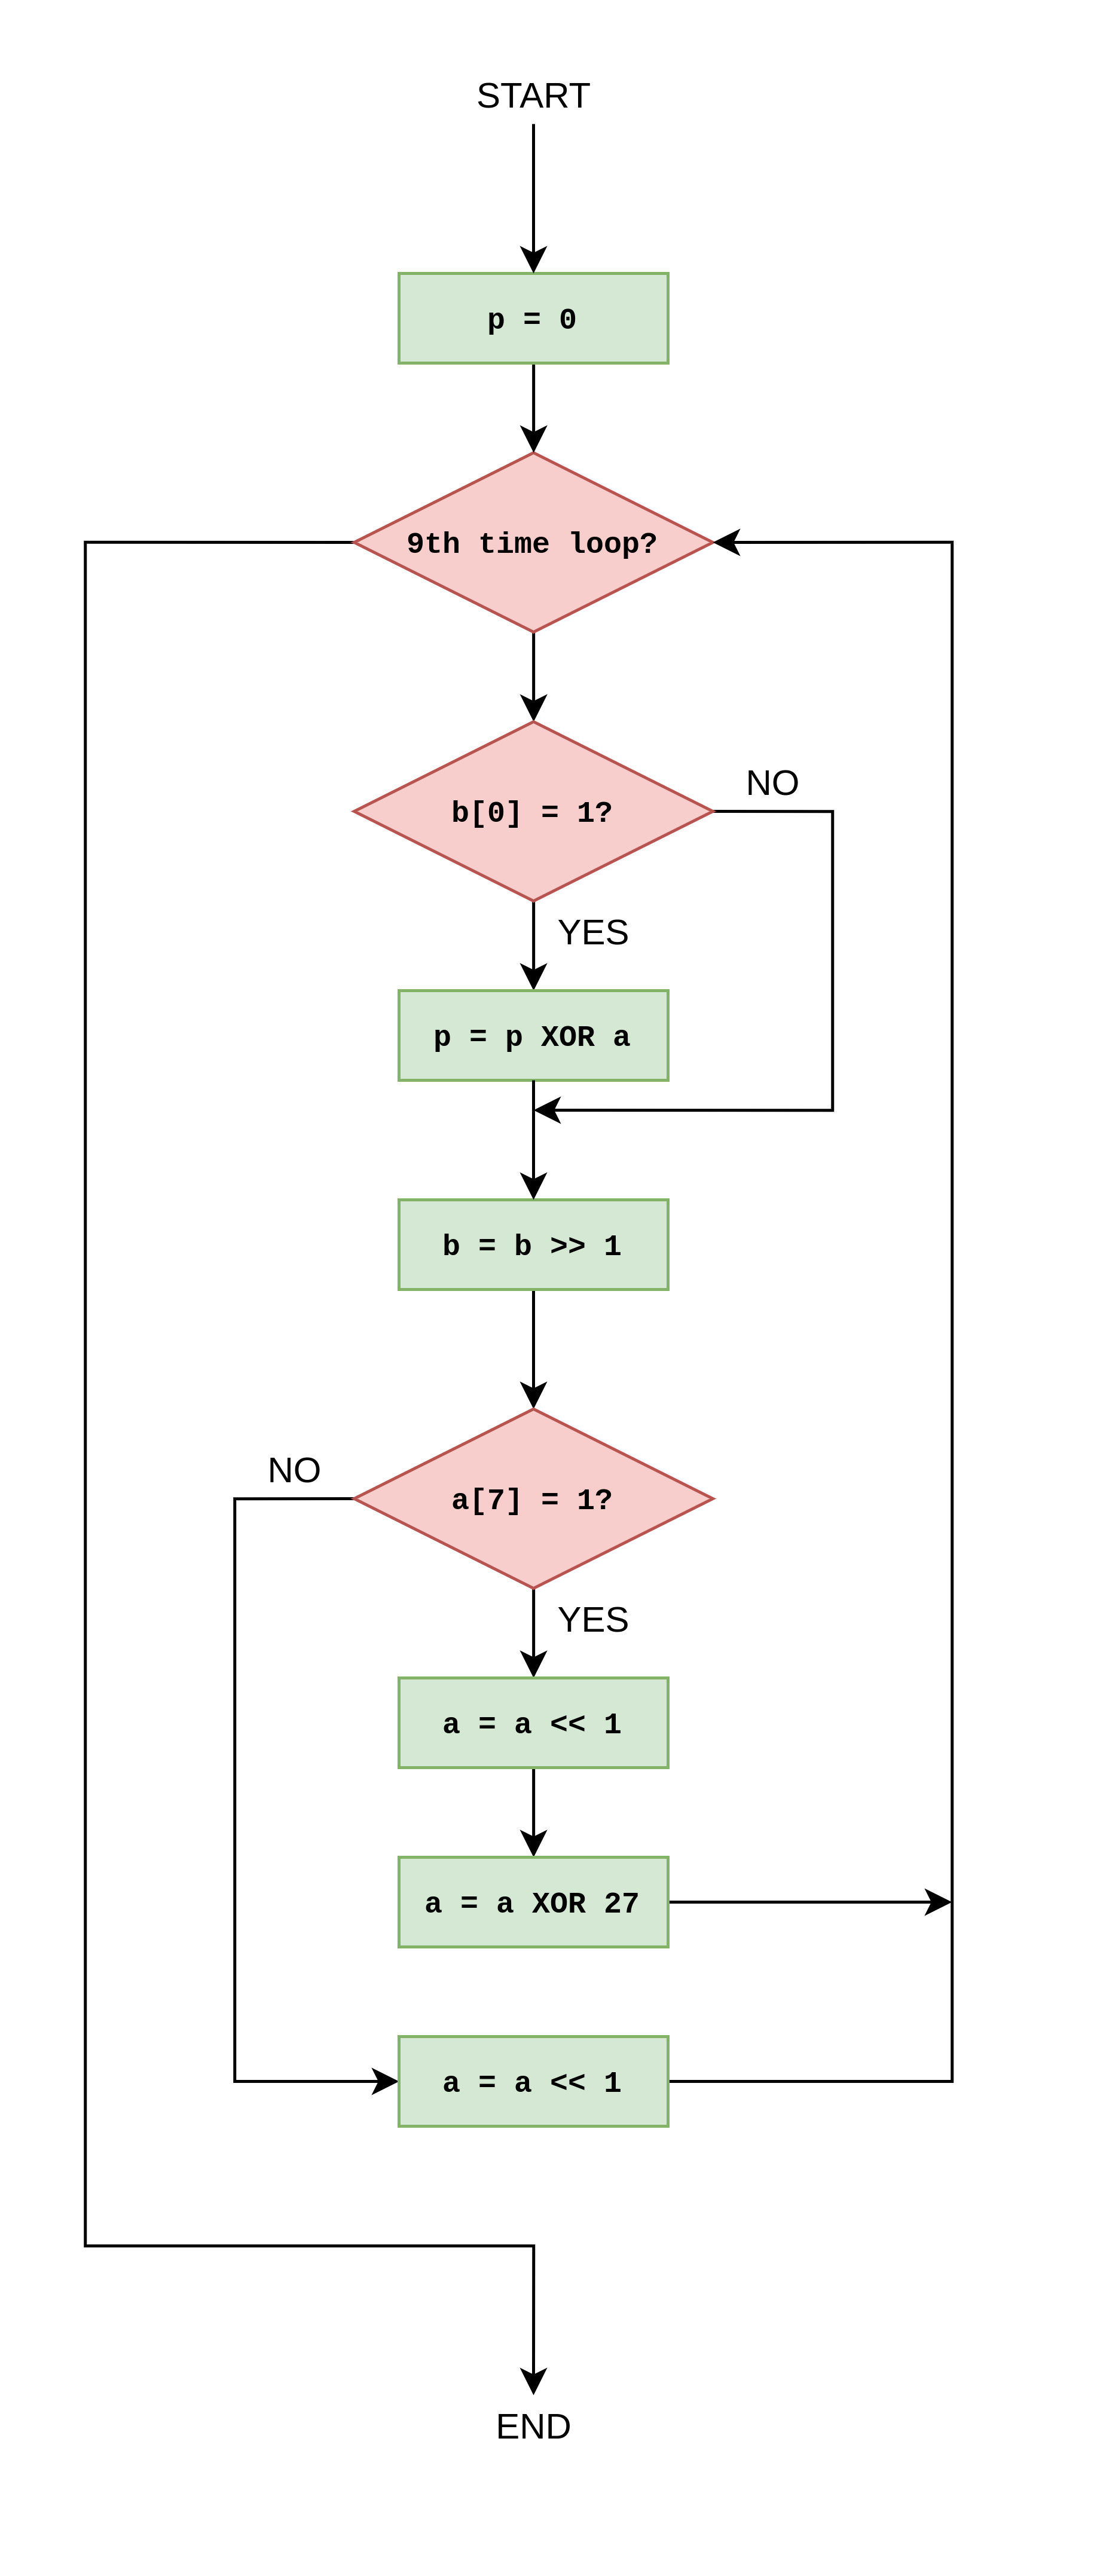 START
p = 0
9th time loop?
b[0] = 1?
NO
YES
p = p XOR a
b = b >> 1
a[7] = 1?
NO
YES
a = a << 1
a = a XOR 27
a = a << 1
END